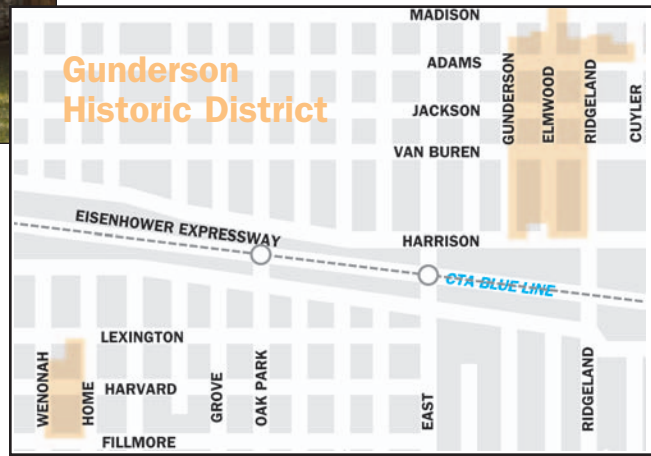 MADISON
Gunderson
Historic District
ADAMS
JACKSON
VAN BUREN
GUNDERSON
ELMWOOD
RIDGELAND
CUYLER
EISENHOWER EXPRESSWAY
HARRISON
CTA BLUE LINE
LEXINGTON
WENONAH
HOME
HARVARD
GROVE
OAK PARK
EAST
RIDGELAND
FILLMORE